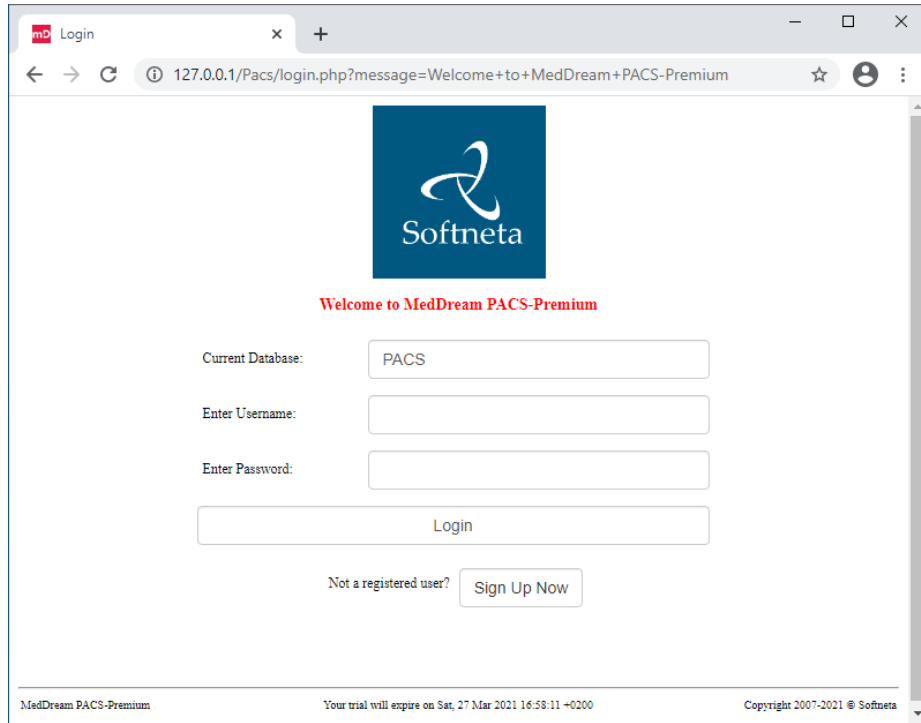 mD Login
127.0.0.1/Pacs/login.php?message=Welcome+to+MedDream+PACS-Premium
Softneta
Welcome to MedDream PACS-Premium
Current Database: PACS
Enter Username:
Enter Password:
Login
Not a registered user? Sign Up Now
MedDream PACS-Premium Your trial will expire on Sat, 27 Mar 2021 16:58:11 +0200 Copyright 2007-2021 © Softneta